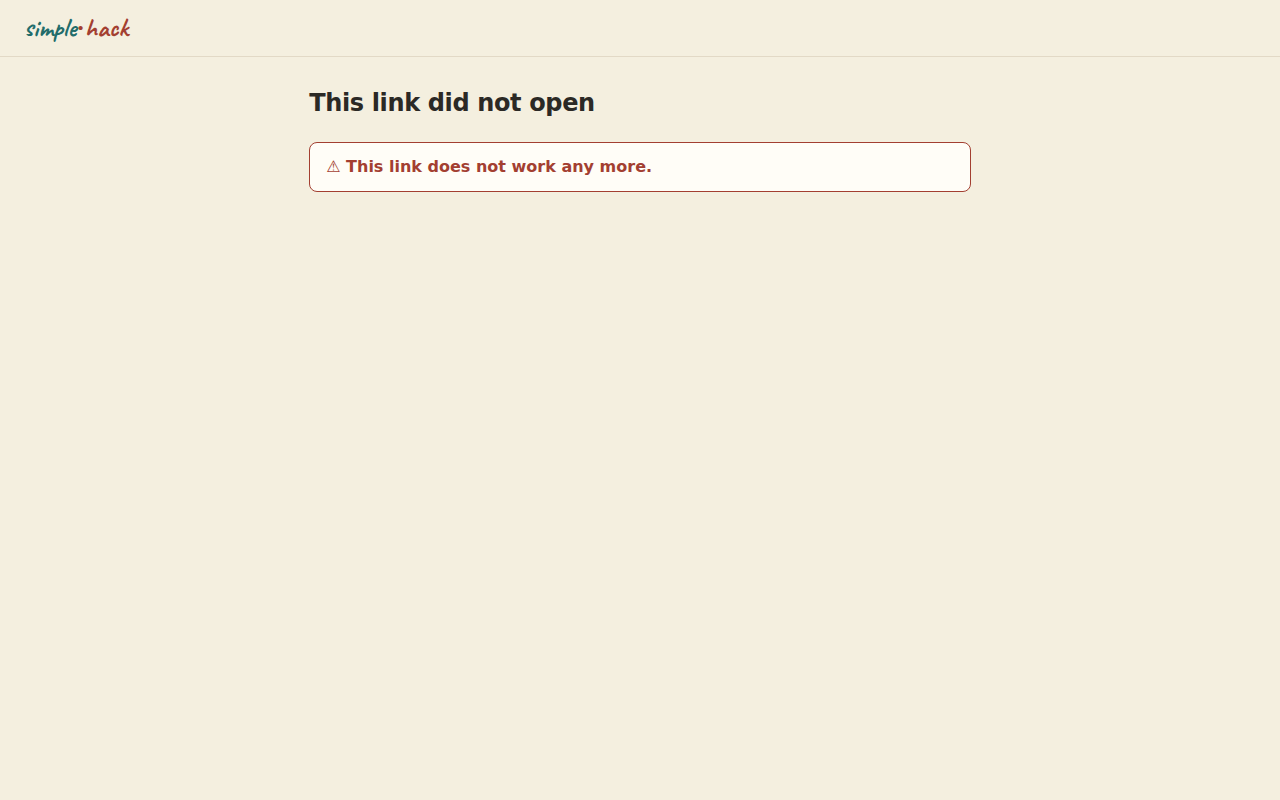 simple•hack
This link did not open
⚠ This link does not work any more.